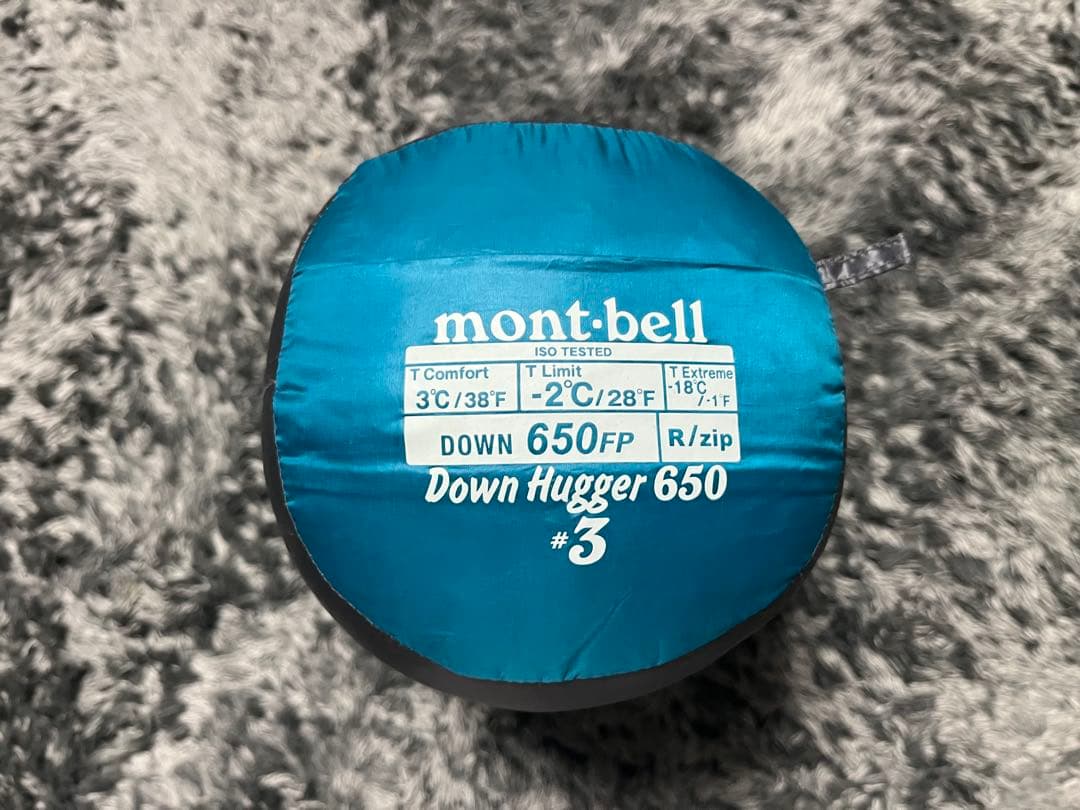 mont·bell
ISO TESTED
T Comfort T Limit T Extreme
3℃/38°F -2℃/28°F -18℃/-1°F
DOWN 650FP R/zip
Down Hugger 650
#3